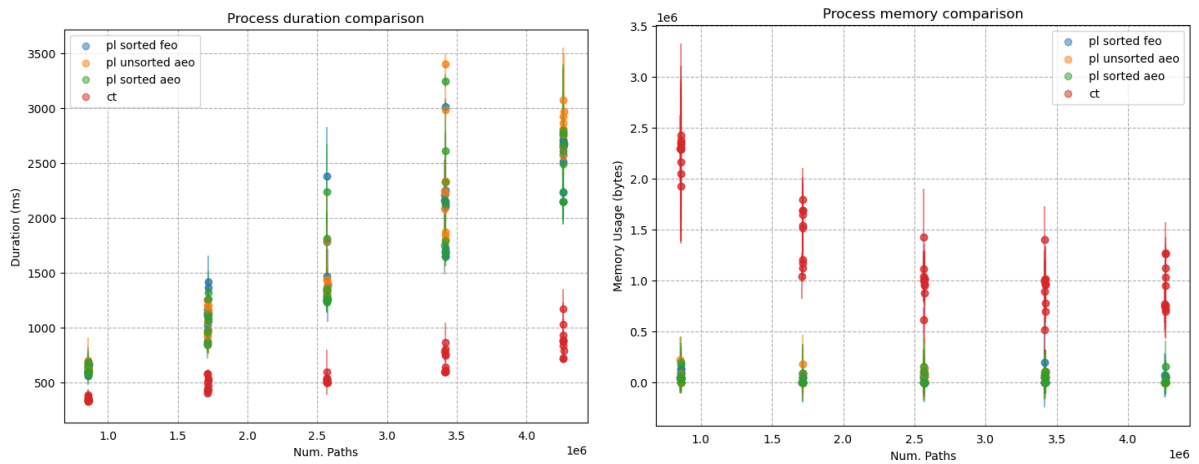 Process duration comparison
pl sorted feo
pl unsorted aeo
pl sorted aeo
ct
Duration (ms)
3500
3000
2500
2000
1500
1000
500
1.0
1.5
2.0
2.5
3.0
3.5
4.0
1e6
Num. Paths
Process memory comparison
1e6
pl sorted feo
pl unsorted aeo
pl sorted aeo
ct
Memory Usage (bytes)
3.5
3.0
2.5
2.0
1.5
1.0
0.5
0.0
1.0
1.5
2.0
2.5
3.0
3.5
4.0
1e6
Num. Paths